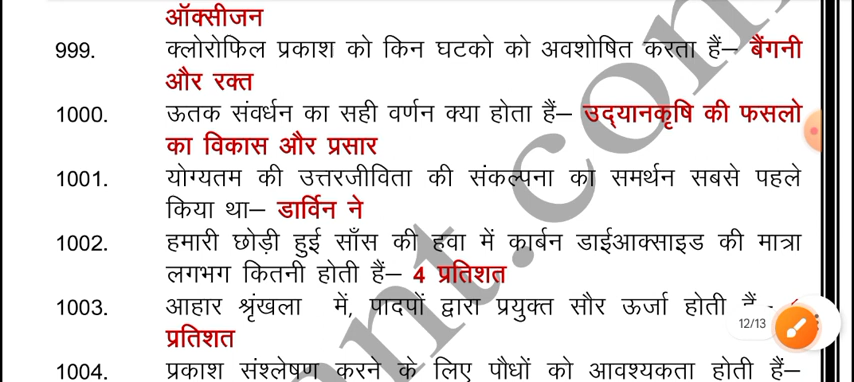 ऑक्सीजन
999. क्लोरोफिल प्रकाश को किन घटको को अवशोषित करता हैं– बैंगनी
और रक्त
1000. ऊतक संवर्धन का सही वर्णन क्या होता हैं– उद्यानकृषि की फसलो
का विकास और प्रसार
1001. योग्यतम की उत्तरजीविता की संकल्पना का समर्थन सबसे पहले
किया था– डार्विन ने
1002. हमारी छोड़ी हुई साँस की हवा में कार्बन डाईआक्साइड की मात्रा
लगभग कितनी होती हैं– 4 प्रतिशत
1003. आहार श्रृंखला में, पादपों द्वारा प्रयुक्त सौर ऊर्जा होती हैं
12/13
प्रतिशत
1004. प्रकाश संश्लेषण करने के लिए पौधों को आवश्यकता होती हैं–